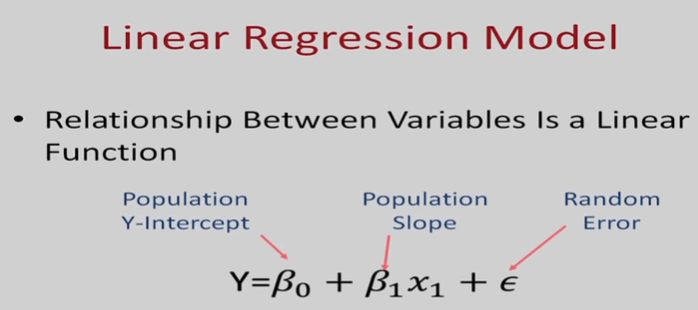 Linear Regression Model
• Relationship Between Variables Is a Linear
Function
Population Y-Intercept
Population Slope
Random Error
Y=β₀ + β₁x₁ + ϵ